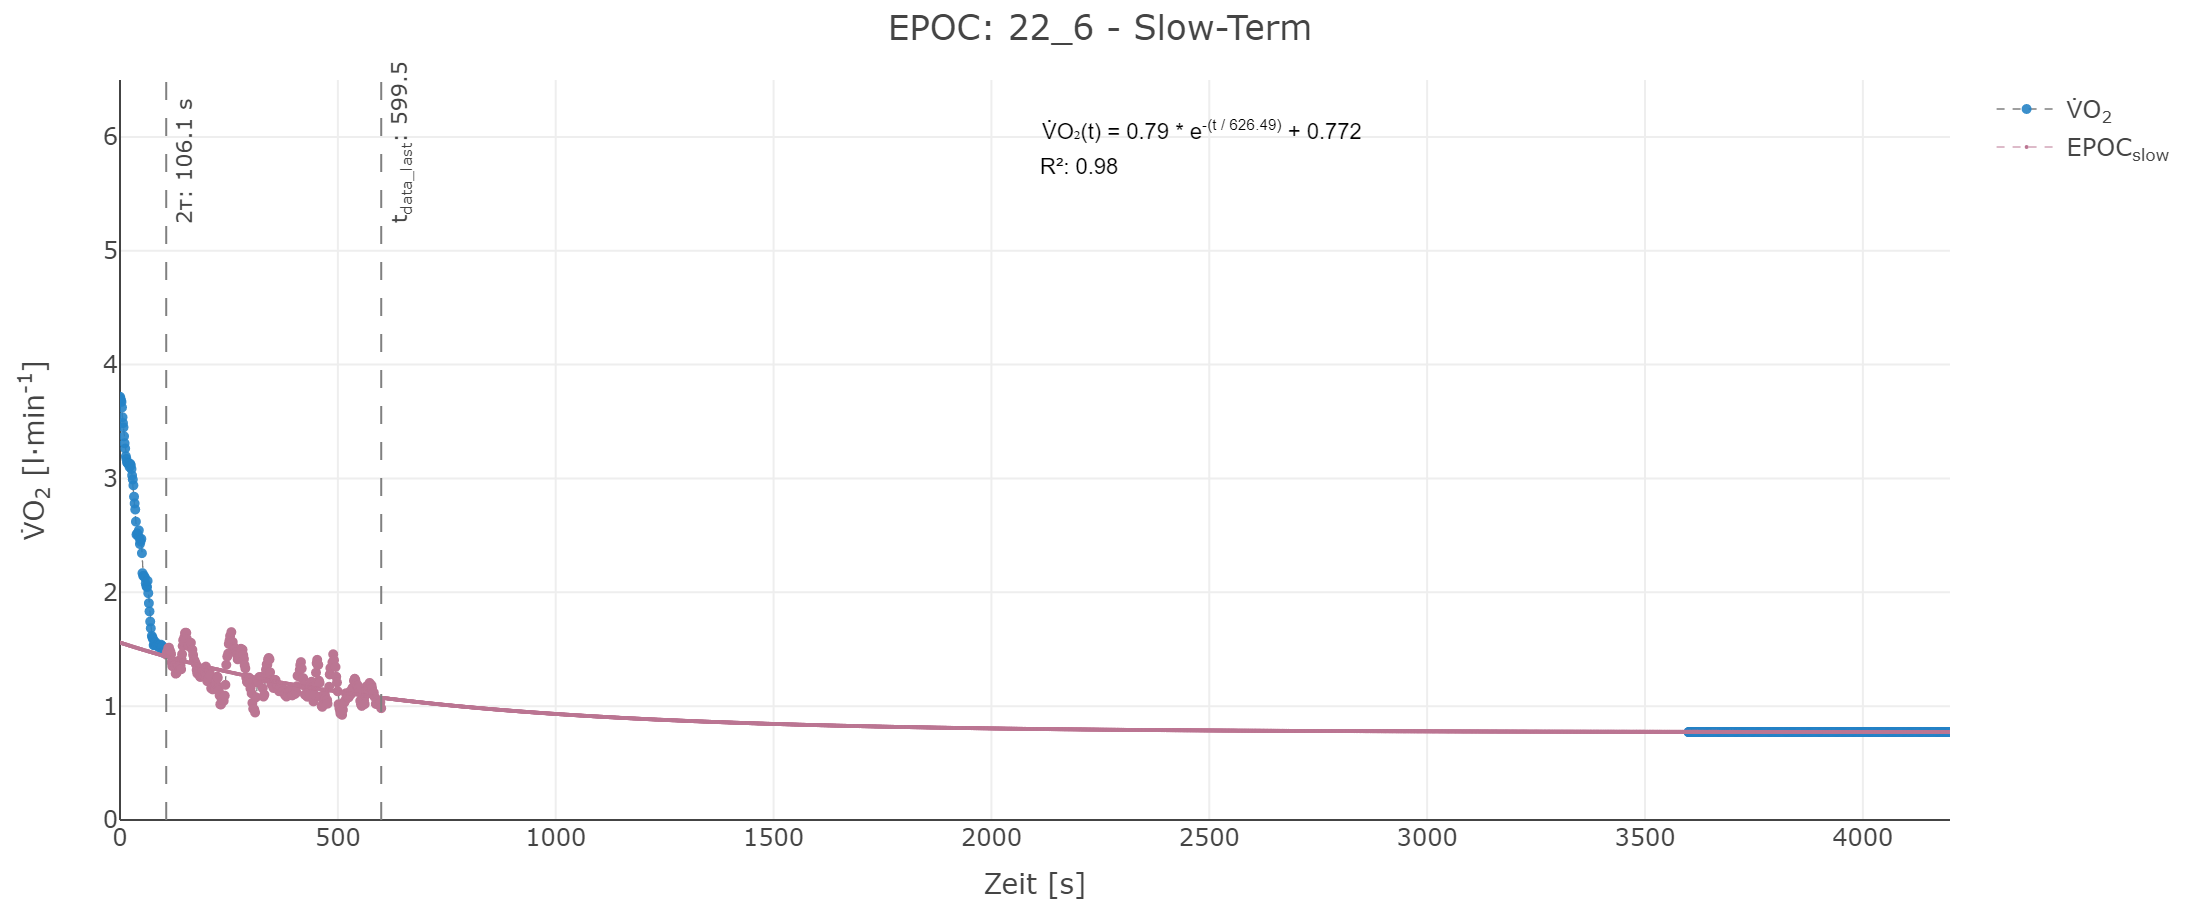 EPOC: 22_6 - Slow-Term
2τ: 106.1 s
t_data_last: 599.5
V̇O₂(t) = 0.79 * e^-(t / 626.49) + 0.772
R²: 0.98
V̇O₂
EPOC_slow
V̇O₂ [l·min⁻¹]
6
5
4
3
2
1
0
0 500 1000 1500 2000 2500 3000 3500 4000
Zeit [s]